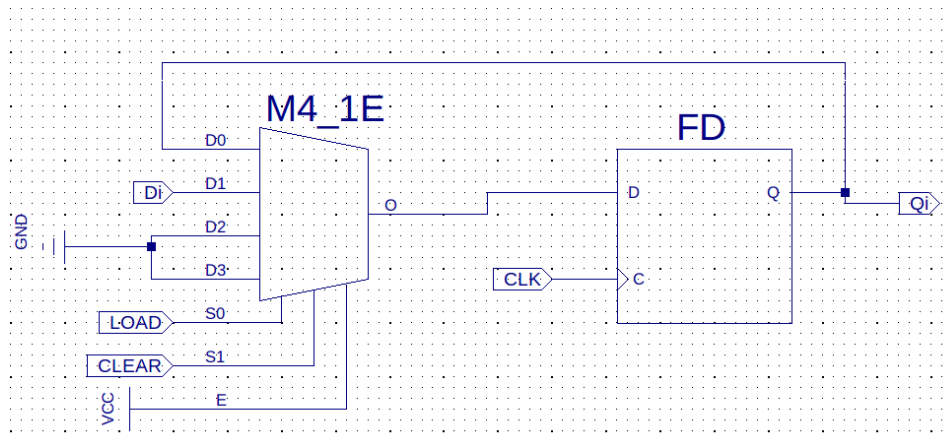 M4_1E
FD
D0
Di
D1
D
Q
Qi
O
D2
GND
D3
CLK
C
LOAD
S0
CLEAR
S1
VCC
E